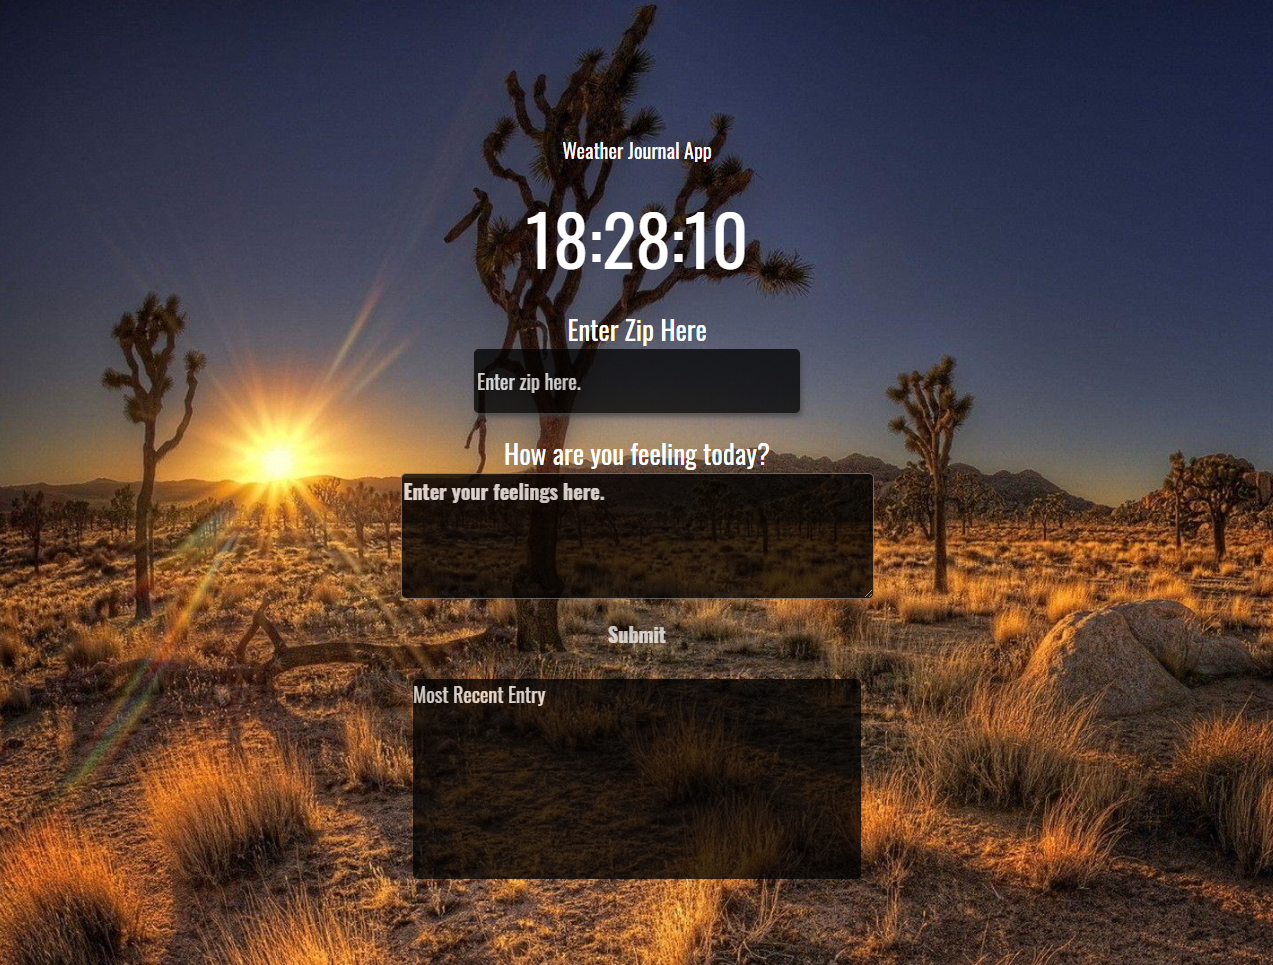 Weather Journal App
18:28:10
Enter Zip Here
Enter zip here.
How are you feeling today?
Enter your feelings here.
Submit
Most Recent Entry